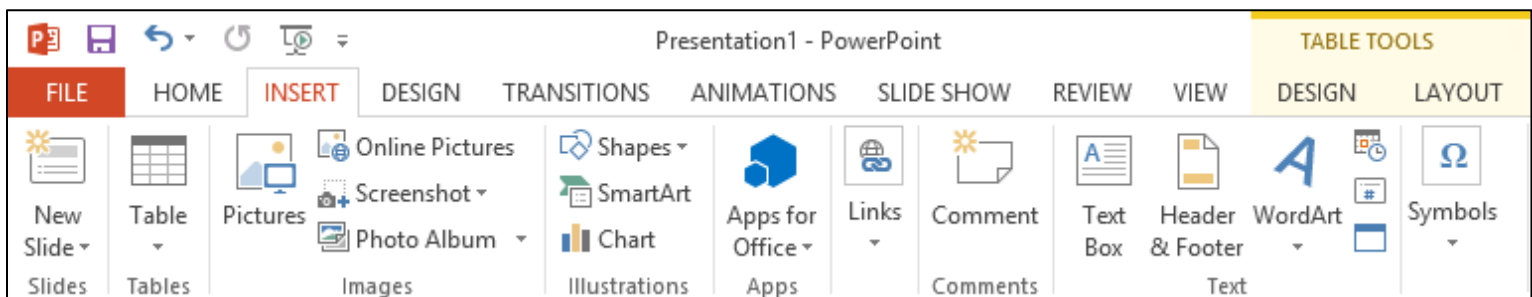 Presentation1 - PowerPoint
TABLE TOOLS
FILE HOME INSERT DESIGN TRANSITIONS ANIMATIONS SLIDE SHOW REVIEW VIEW DESIGN LAYOUT
New Slide
Table
Pictures
Online Pictures
Screenshot
Photo Album
Shapes
SmartArt
Chart
Apps for Office
Links
Comment
Text Box
Header & Footer
WordArt
Symbols
Slides Tables Images Illustrations Apps Comments Text